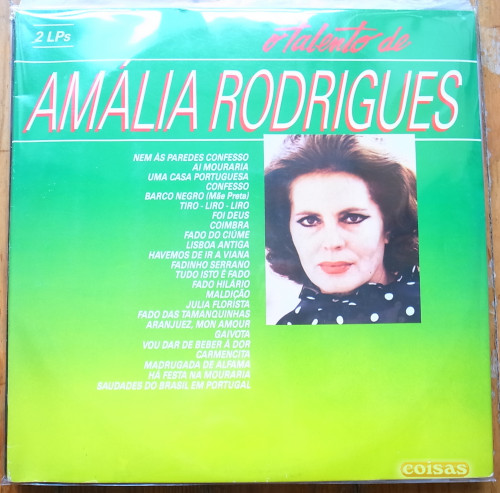 2 LPs
o talento de
AMÁLIA RODRIGUES
NEM ÀS PAREDES CONFESSO
AI MOURARIA
UMA CASA PORTUGUESA
CONFESSO
BARCO NEGRO (Mãe Preta)
TIRO - LIRO - LIRO
FOI DEUS
COIMBRA
FADO DO CIÚME
LISBOA ANTIGA
HAVEMOS DE IR A VIANA
FADINHO SERRANO
TUDO ISTO É FADO
FADO HILÁRIO
MALDIÇÃO
JULIA FLORISTA
FADO DAS TAMANQUINHAS
ARANJUEZ, MON AMOUR
GAIVOTA
VOU DAR DE BEBER À DOR
CARMENCITA
MADRUGADA DE ALFAMA
HÁ FESTA NA MOURARIA
SAUDADES DO BRASIL EM PORTUGAL
coisas